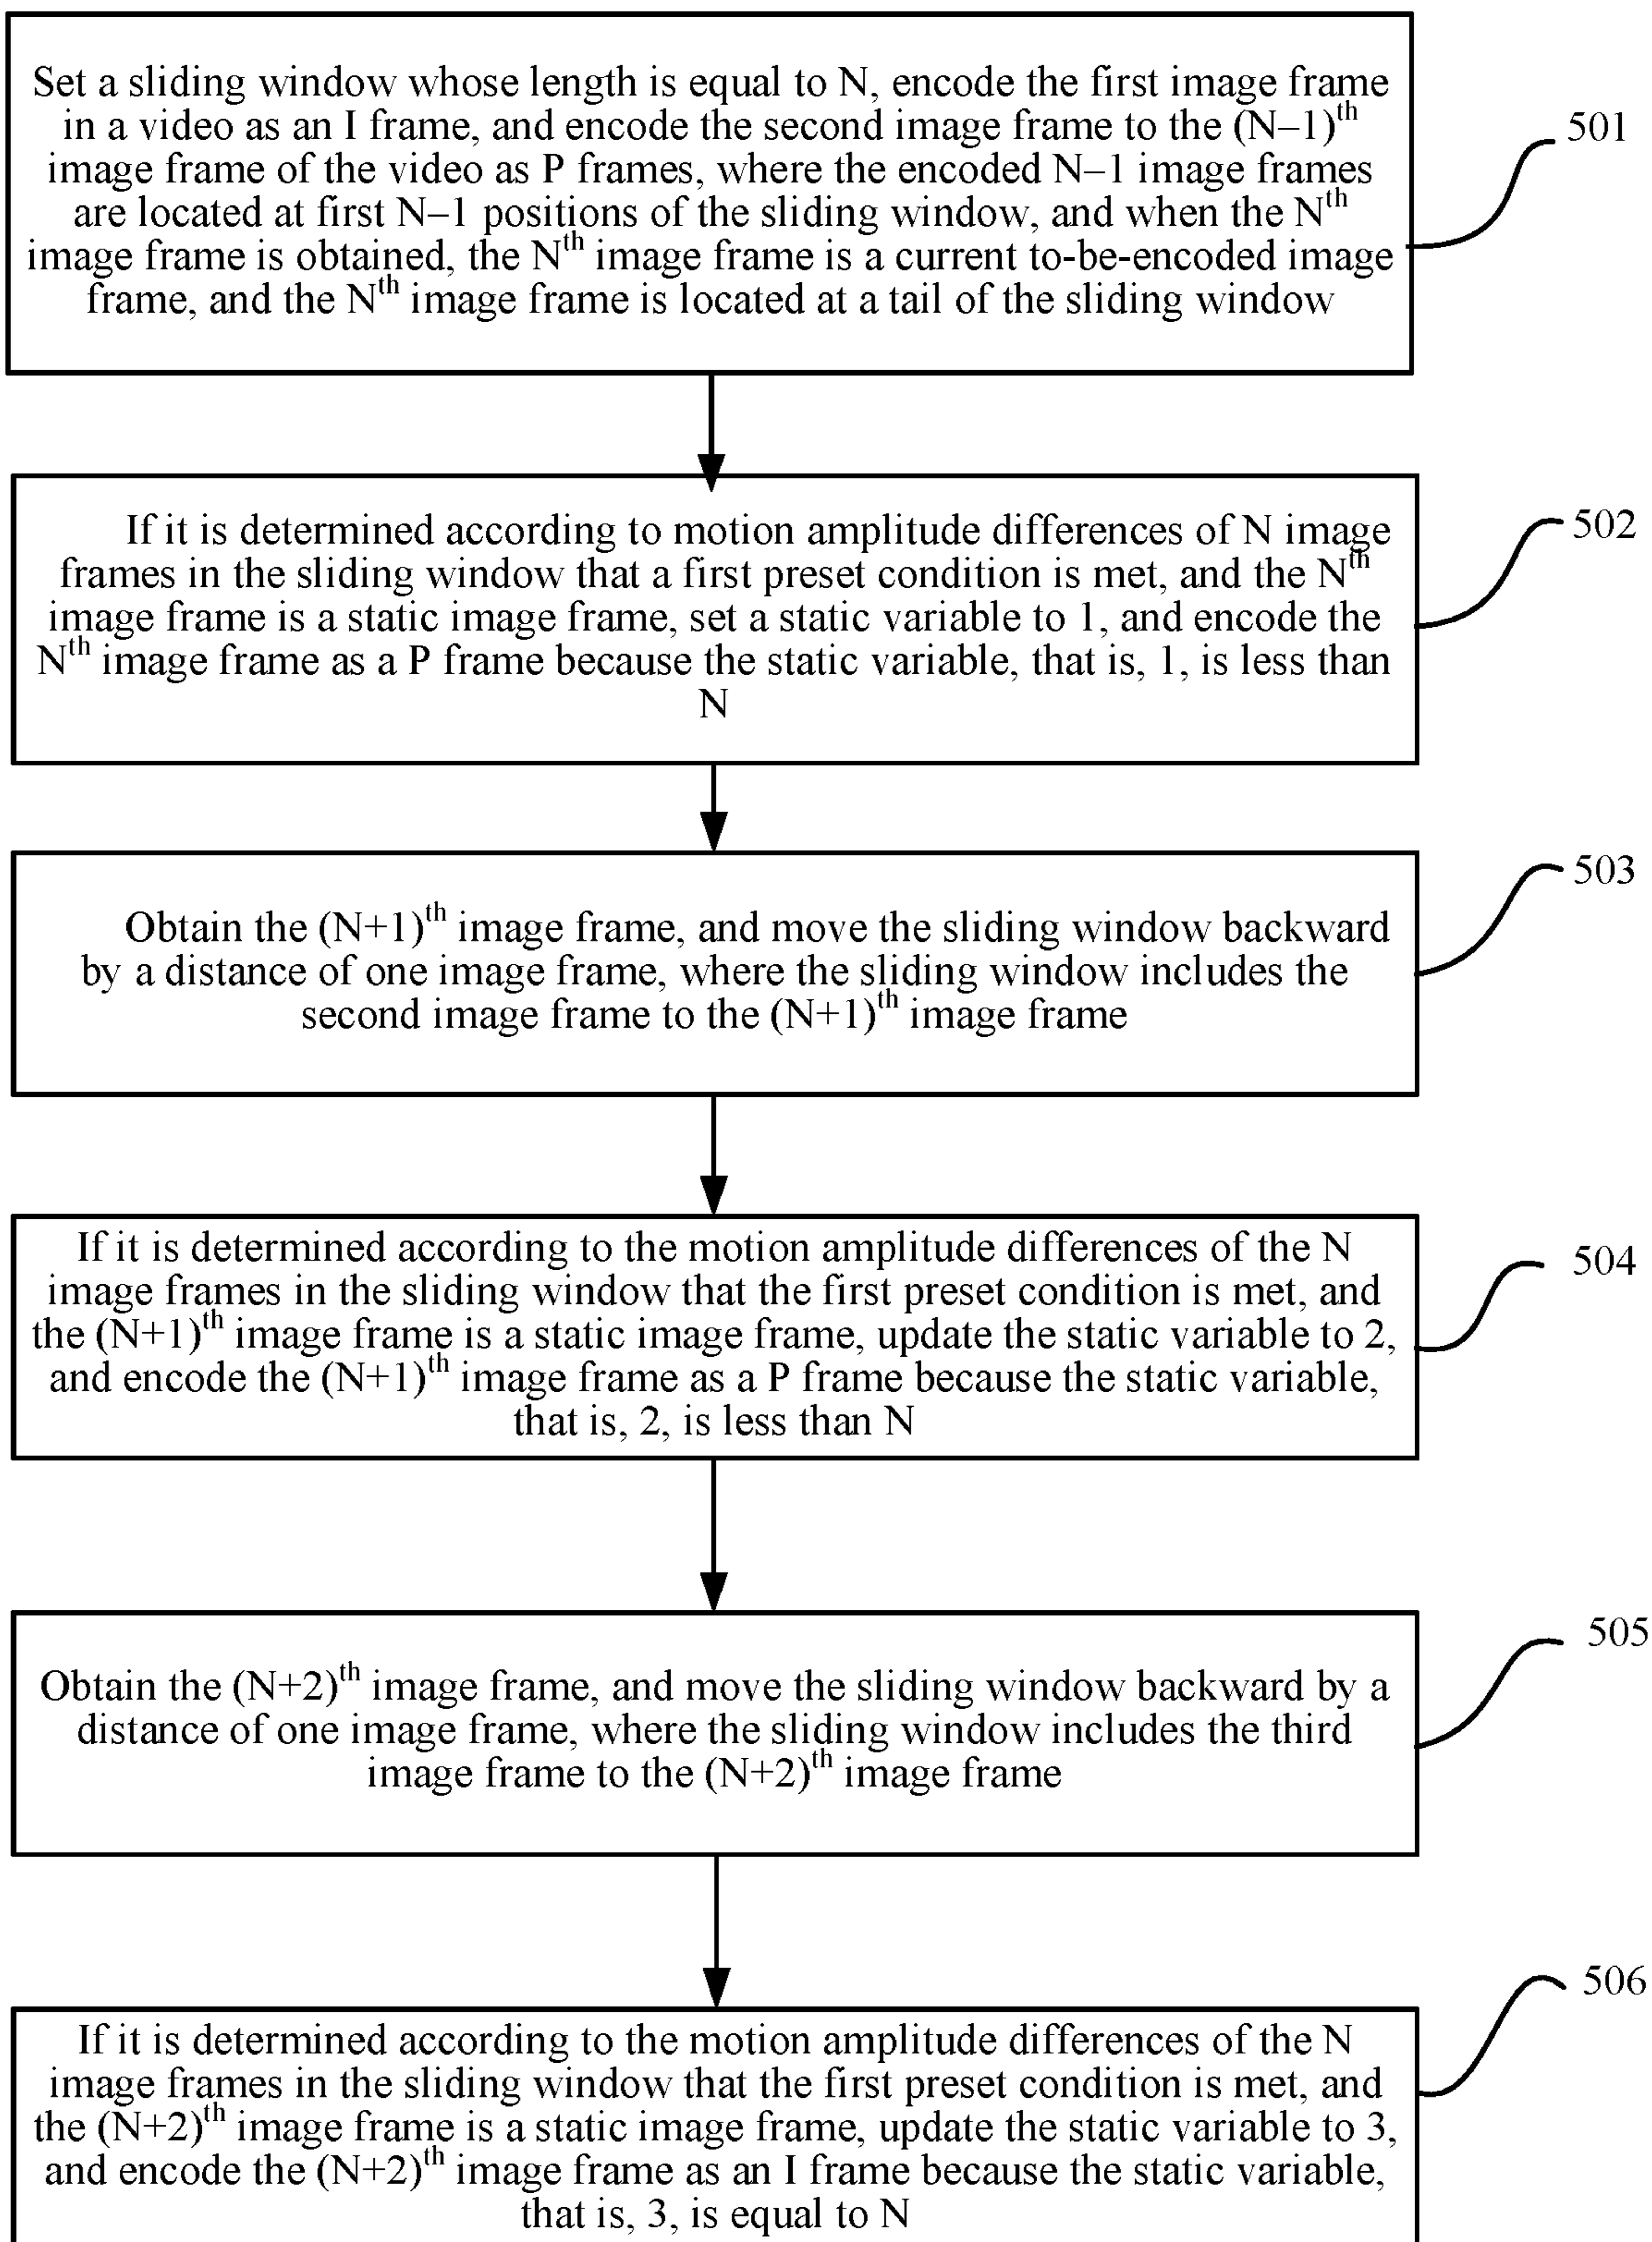 Set a sliding window whose length is equal to N, encode the first image frame
in a video as an I frame, and encode the second image frame to the (N–1)th
image frame of the video as P frames, where the encoded N–1 image frames
are located at first N–1 positions of the sliding window, and when the Nth
image frame is obtained, the Nth image frame is a current to-be-encoded image
frame, and the Nth image frame is located at a tail of the sliding window
501
If it is determined according to motion amplitude differences of N image
frames in the sliding window that a first preset condition is met, and the Nth
image frame is a static image frame, set a static variable to 1, and encode the
Nth image frame as a P frame because the static variable, that is, 1, is less than
N
502
Obtain the (N+1)th image frame, and move the sliding window backward
by a distance of one image frame, where the sliding window includes the
second image frame to the (N+1)th image frame
503
If it is determined according to the motion amplitude differences of the N
image frames in the sliding window that the first preset condition is met, and
the (N+1)th image frame is a static image frame, update the static variable to 2,
and encode the (N+1)th image frame as a P frame because the static variable,
that is, 2, is less than N
504
Obtain the (N+2)th image frame, and move the sliding window backward by a
distance of one image frame, where the sliding window includes the third
image frame to the (N+2)th image frame
505
If it is determined according to the motion amplitude differences of the N
image frames in the sliding window that the first preset condition is met, and
the (N+2)th image frame is a static image frame, update the static variable to 3,
and encode the (N+2)th image frame as an I frame because the static variable,
that is, 3, is equal to N
506